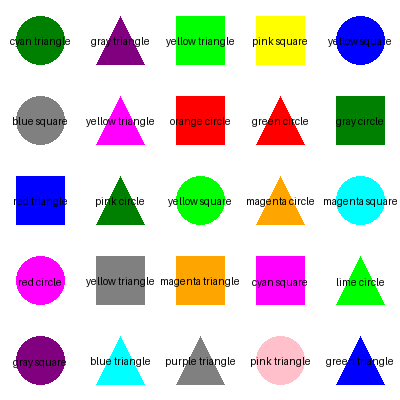 cyan triangle gray triangle yellow triangle pink square yellow square
blue square yellow triangle orange circle green circle gray circle
red triangle pink circle yellow square magenta circle magenta square
red circle yellow triangle magenta triangle cyan square lime circle
gray square blue triangle purple triangle pink triangle green triangle